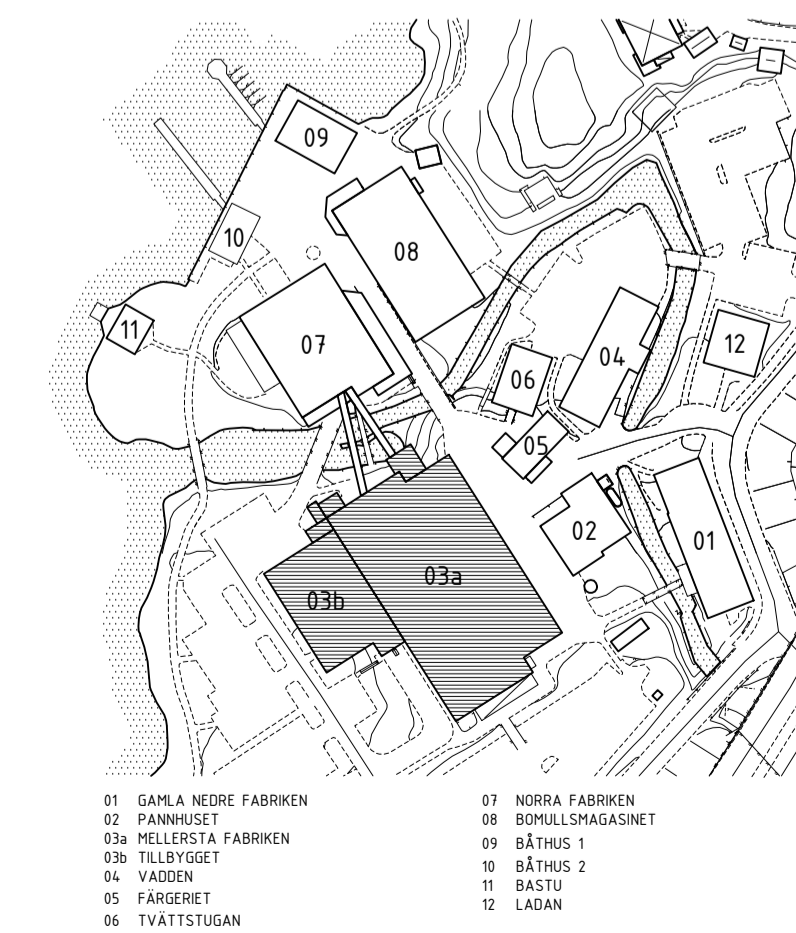 09
10
08
11
07
04
12
06
05
02
01
03a
03b
01 GAMLA NEDRE FABRIKEN
02 PANNHUSET
03a MELLERSTA FABRIKEN
03b TILLBYGGET
04 VADDEN
05 FÄRGERIET
06 TVÄTTSTUGAN
07 NORRA FABRIKEN
08 BOMULLSMAGASINET
09 BÅTHUS 1
10 BÅTHUS 2
11 BASTU
12 LADAN